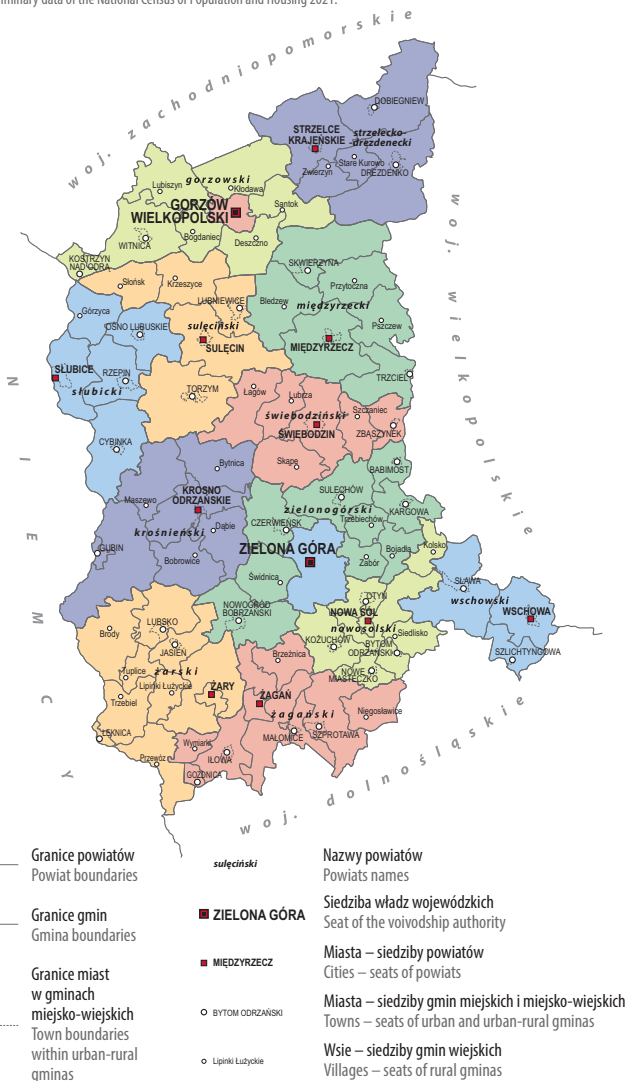 liminary data of the National Census of Population and Housing 2021.
woj. zachodniopomorskie
DOBIEGNIEW
STRZELCE
KRAJEŃSKIE
strzelecko-
-drezdenecki
Stare Kurowo
Zwierzyn
DREZDENKO
gorzowski
Lubiszyn
Kłodawa
GORZÓW
WIELKOPOLSKI
Santok
Bogdaniec
WITNICA
Deszczno
KOSTRZYN
NAD ODRĄ
woj. wielkopolskie
SKWIERZYNA
Słońsk
Krzeszyce
Przytoczna
LUBNIEWICE
Bledzew
międzyrzecki
Górzyca
OŚNO LUBUSKIE
sulęciński
Pszczew
SULĘCIN
MIĘDZYRZECZ
SŁUBICE
RZEPIN
słubicki
TRZCIEL
TORZYM
Łagów
Lubrza
świebodziński
Szczaniec
ŚWIEBODZIN
ZBĄSZYNEK
CYBINKA
NIEMCY
Skąpe
Bytnica
BABIMOST
KROSNO
ODRZAŃSKIE
SULECHÓW
Maszewo
zielonogórski
KARGOWA
Dąbie
CZERWIEŃSK
Trzebiechów
krośnieński
ZIELONA GÓRA
Bojadła
Kolsko
GUBIN
Bobrowice
Zabór
Świdnica
SŁAWA
wschowski
OTYŃ
NOWOGRÓD
BOBRZAŃSKI
NOWA SÓL
WSCHOWA
nowosolski
Siedlisko
Brody
LUBSKO
KOŻUCHÓW
BYTOM
ODRZAŃSKI
SZLICHTYNGOWA
JASIEŃ
Brzeźnica
Tuplice
żarski
NOWE
MIASTECZKO
Lipinki Łużyckie
ŻARY
ŻAGAŃ
Trzebiel
żagański
Niegosławice
ŁĘKNICA
MAŁOMICE
SZPROTAWA
Wymiarki
Przewóz
IŁOWA
GOZDNICA
woj. dolnośląskie
Granice powiatów
Powiat boundaries
Granice gmin
Gmina boundaries
Granice miast
w gminach
miejsko-wiejskich
Town boundaries
within urban-rural
gminas
sulęciński
Nazwy powiatów
Powiats names
ZIELONA GÓRA
Siedziba władz wojewódzkich
Seat of the voivodship authority
MIĘDZYRZECZ
Miasta – siedziby powiatów
Cities – seats of powiats
BYTOM ODRZAŃSKI
Miasta – siedziby gmin miejskich i miejsko-wiejskich
Towns – seats of urban and urban-rural gminas
Lipinki Łużyckie
Wsie – siedziby gmin wiejskich
Villages – seats of rural gminas